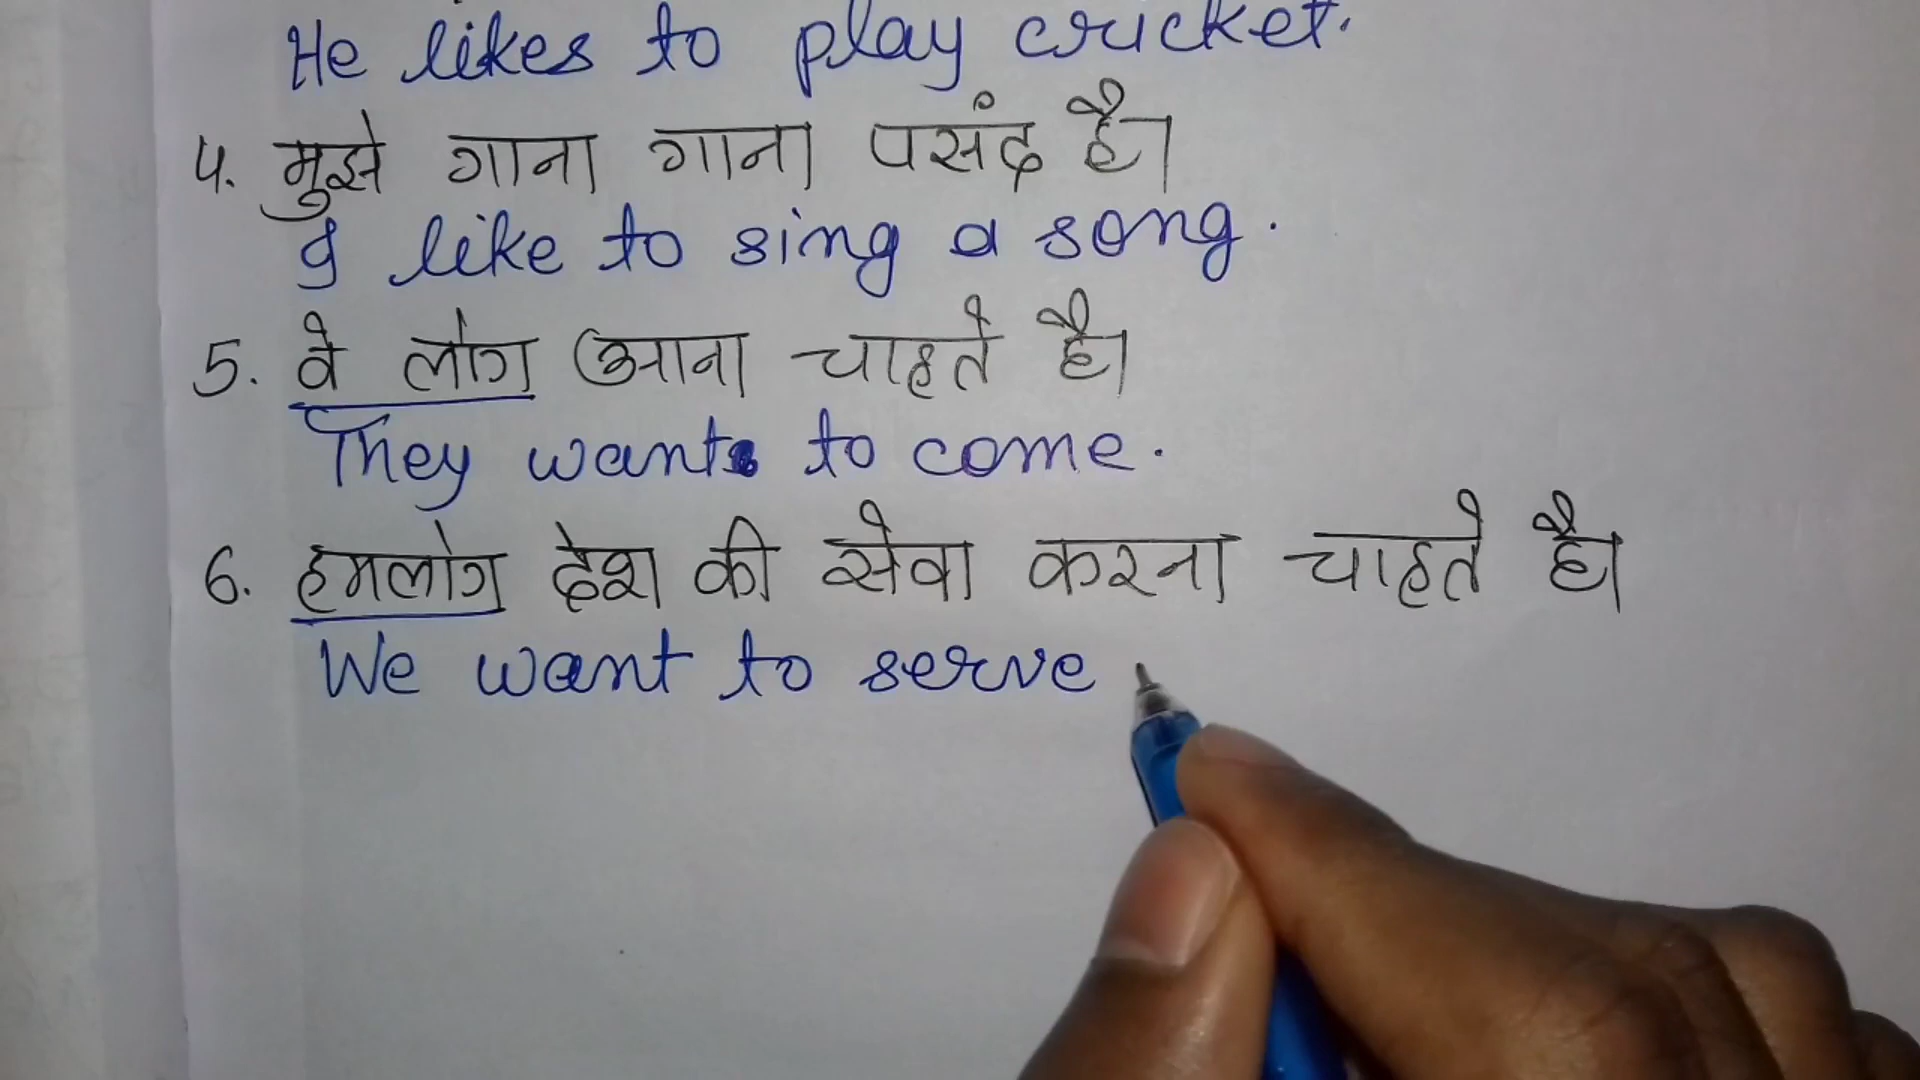 He likes to play cricket.
4. मुझे गाना गाना पसंद है।
I like to sing a song.
5. वे लोग आना चाहते है।
They want to come.
6. हमलोग देश की सेवा करना चाहते है।
We want to serve